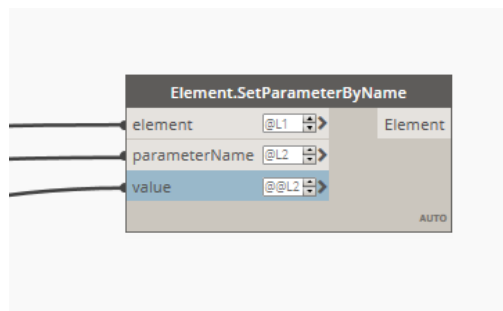 Element.SetParameterByName
element @L1 Element
parameterName @L2
value @@L2
AUTO